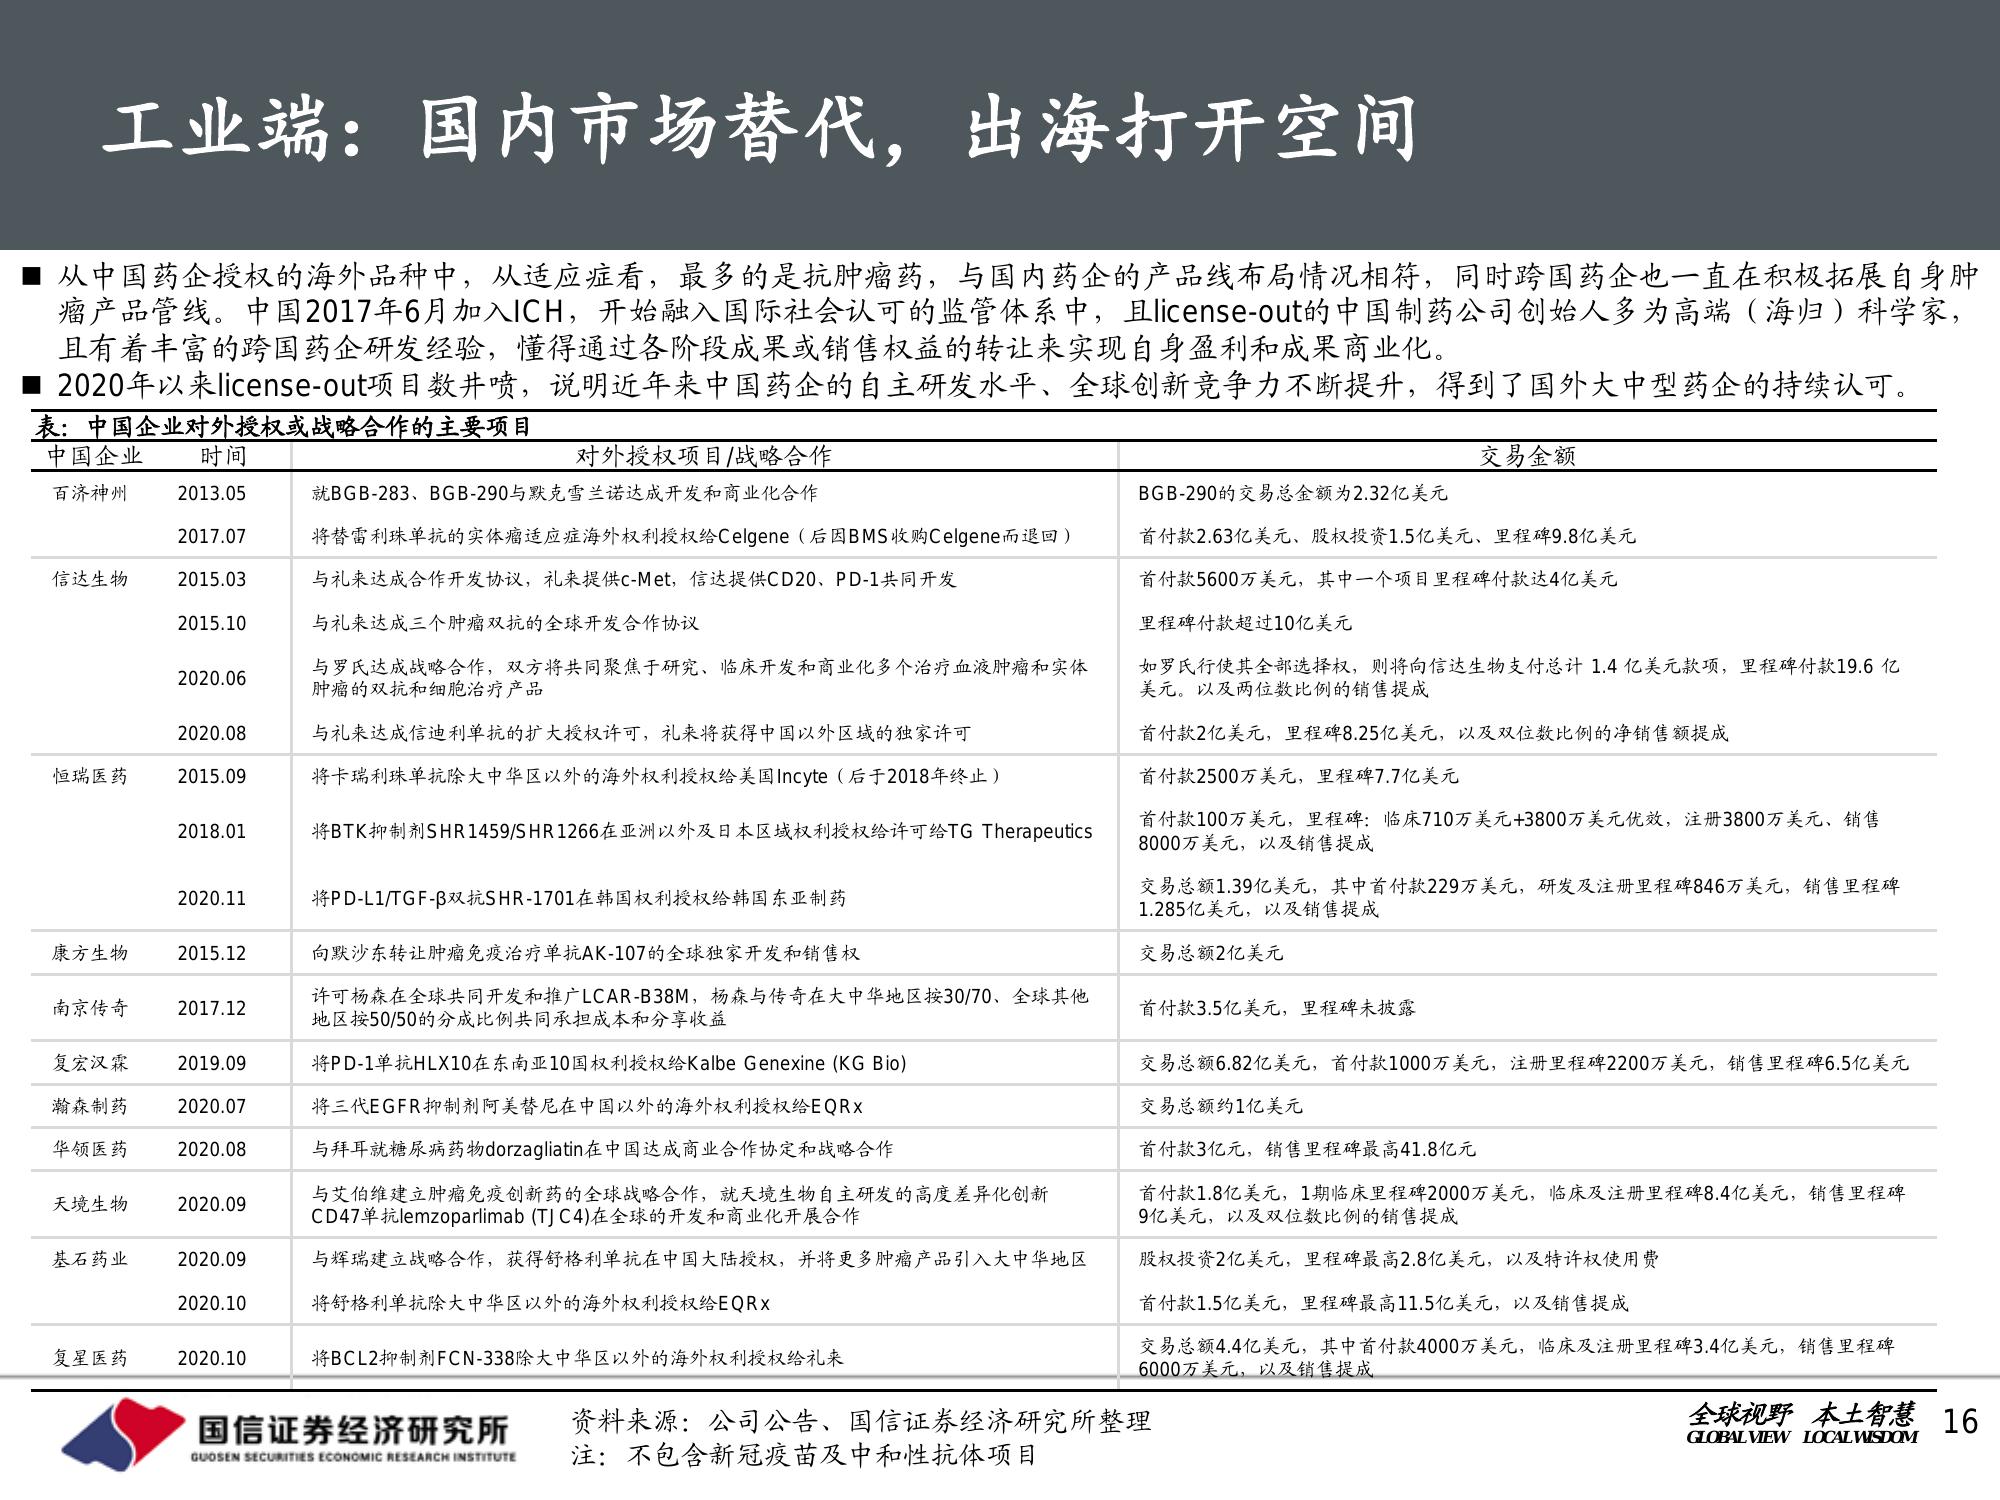 工业端：国内市场替代，出海打开空间
■ 从中国药企授权的海外品种中，从适应症看，最多的是抗肿瘤药，与国内药企的产品线布局情况相符，同时跨国药企也一直在积极拓展自身肿
瘤产品管线。中国2017年6月加入ICH，开始融入国际社会认可的监管体系中，且license-out的中国制药公司创始人多为高端（海归）科学家，
且有着丰富的跨国药企研发经验，懂得通过各阶段成果或销售权益的转让来实现自身盈利和成果商业化。
■ 2020年以来license-out项目数井喷，说明近年来中国药企的自主研发水平、全球创新竞争力不断提升，得到了国外大中型药企的持续认可。
表：中国企业对外授权或战略合作的主要项目
中国企业 时间 对外授权项目/战略合作 交易金额
百济神州 2013.05 就BGB-283、BGB-290与默克雪兰诺达成开发和商业化合作 BGB-290的交易总金额为2.32亿美元
2017.07 将替雷利珠单抗的实体瘤适应症海外权利授权给Celgene（后因BMS收购Celgene而退回） 首付款2.63亿美元、股权投资1.5亿美元、里程碑9.8亿美元
信达生物 2015.03 与礼来达成合作开发协议，礼来提供c-Met，信达提供CD20、PD-1共同开发 首付款5600万美元，其中一个项目里程碑付款达4亿美元
2015.10 与礼来达成三个肿瘤双抗的全球开发合作协议 里程碑付款超过10亿美元
2020.06 与罗氏达成战略合作，双方将共同聚焦于研究、临床开发和商业化多个治疗血液肿瘤和实体
肿瘤的双抗和细胞治疗产品
如罗氏行使其全部选择权，则将向信达生物支付总计 1.4 亿美元款项，里程碑付款19.6 亿
美元。以及两位数比例的销售提成
2020.08 与礼来达成信迪利单抗的扩大授权许可，礼来将获得中国以外区域的独家许可 首付款2亿美元，里程碑8.25亿美元，以及双位数比例的净销售额提成
恒瑞医药 2015.09 将卡瑞利珠单抗除大中华区以外的海外权利授权给美国Incyte（后于2018年终止） 首付款2500万美元，里程碑7.7亿美元
2018.01 将BTK抑制剂SHR1459/SHR1266在亚洲以外及日本区域权利授权给许可给TG Therapeutics
首付款100万美元，里程碑：临床710万美元+3800万美元优效，注册3800万美元、销售
8000万美元，以及销售提成
2020.11 将PD-L1/TGF-β双抗SHR-1701在韩国权利授权给韩国东亚制药
交易总额1.39亿美元，其中首付款229万美元，研发及注册里程碑846万美元，销售里程碑
1.285亿美元，以及销售提成
康方生物 2015.12 向默沙东转让肿瘤免疫治疗单抗AK-107的全球独家开发和销售权 交易总额2亿美元
南京传奇 2017.12 许可杨森在全球共同开发和推广LCAR-B38M，杨森与传奇在大中华地区按30/70、全球其他
地区按50/50的分成比例共同承担成本和分享收益
首付款3.5亿美元，里程碑未披露
复宏汉霖 2019.09 将PD-1单抗HLX10在东南亚10国权利授权给Kalbe Genexine (KG Bio) 交易总额6.82亿美元，首付款1000万美元，注册里程碑2200万美元，销售里程碑6.5亿美元
瀚森制药 2020.07 将三代EGFR抑制剂阿美替尼在中国以外的海外权利授权给EQRx 交易总额约1亿美元
华领医药 2020.08 与拜耳就糖尿病药物dorzagliatin在中国达成商业合作协定和战略合作 首付款3亿元，销售里程碑最高41.8亿元
天境生物 2020.09 与艾伯维建立肿瘤免疫创新药的全球战略合作，就天境生物自主研发的高度差异化创新
CD47单抗lemzoparlimab (TJC4)在全球的开发和商业化开展合作
首付款1.8亿美元，1期临床里程碑2000万美元，临床及注册里程碑8.4亿美元，销售里程碑
9亿美元，以及双位数比例的销售提成
基石药业 2020.09 与辉瑞建立战略合作，获得舒格利单抗在中国大陆授权，并将更多肿瘤产品引入大中华地区 股权投资2亿美元，里程碑最高2.8亿美元，以及特许权使用费
2020.10 将舒格利单抗除大中华区以外的海外权利授权给EQRx 首付款1.5亿美元，里程碑最高11.5亿美元，以及销售提成
复星医药 2020.10 将BCL2抑制剂FCN-338除大中华区以外的海外权利授权给礼来
交易总额4.4亿美元，其中首付款4000万美元，临床及注册里程碑3.4亿美元，销售里程碑
6000万美元，以及销售提成
国信证券经济研究所
GUOSEN SECURITIES ECONOMIC RESEARCH INSTITUTE
资料来源：公司公告、国信证券经济研究所整理
注：不包含新冠疫苗及中和性抗体项目
全球视野 本土智慧
GLOBAL VIEW LOCAL WISDOM
16